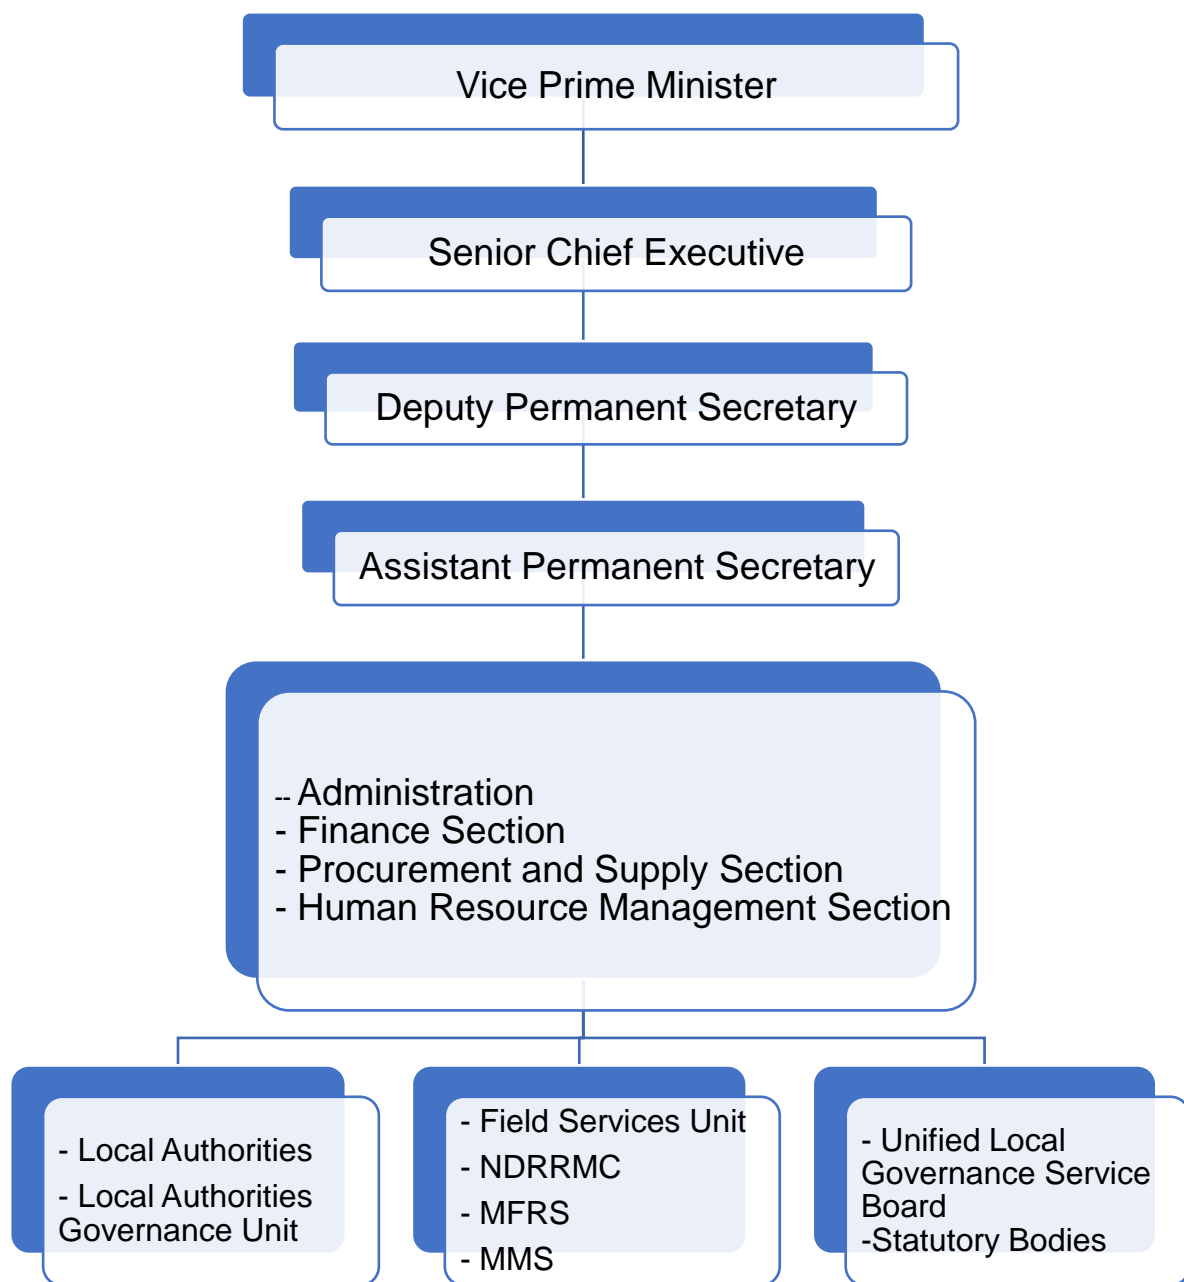 Vice Prime Minister
Senior Chief Executive
Deputy Permanent Secretary
Assistant Permanent Secretary
-- Administration
- Finance Section
- Procurement and Supply Section
- Human Resource Management Section
- Local Authorities
- Local Authorities
Governance Unit
- Field Services Unit
- NDRRMC
- MFRS
- MMS
- Unified Local
Governance Service
Board
-Statutory Bodies